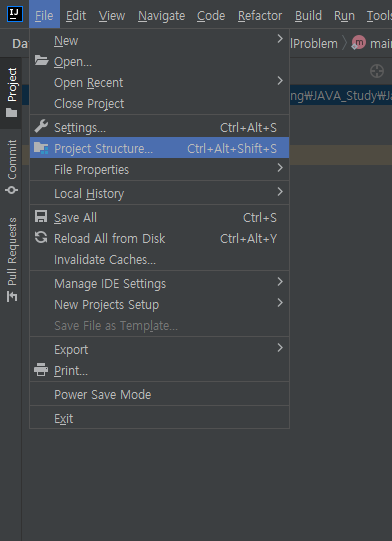 IJ File Edit View Navigate Code Refactor Build Run Tools
Da lProblem mair
New
Open...
ng₩JAVA_Study₩J
Open Recent
Close Project
Settings... Ctrl+Alt+S
Project Structure... Ctrl+Alt+Shift+S
File Properties
Local History
Save All Ctrl+S
Reload All from Disk Ctrl+Alt+Y
Invalidate Caches...
Manage IDE Settings
New Projects Setup
Save File as Template...
Export
Print...
Power Save Mode
Exit
Project
Commit
Pull Requests